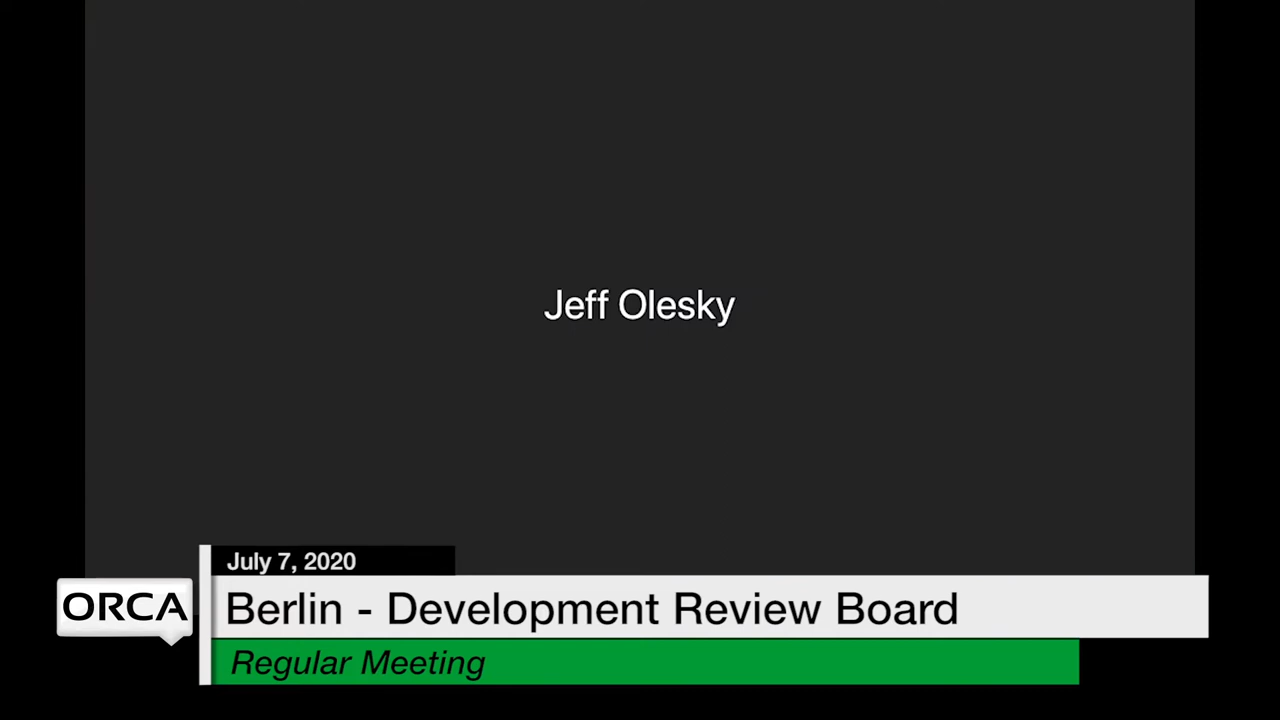 Jeff Olesky
July 7, 2020
ORCA
Berlin - Development Review Board
Regular Meeting